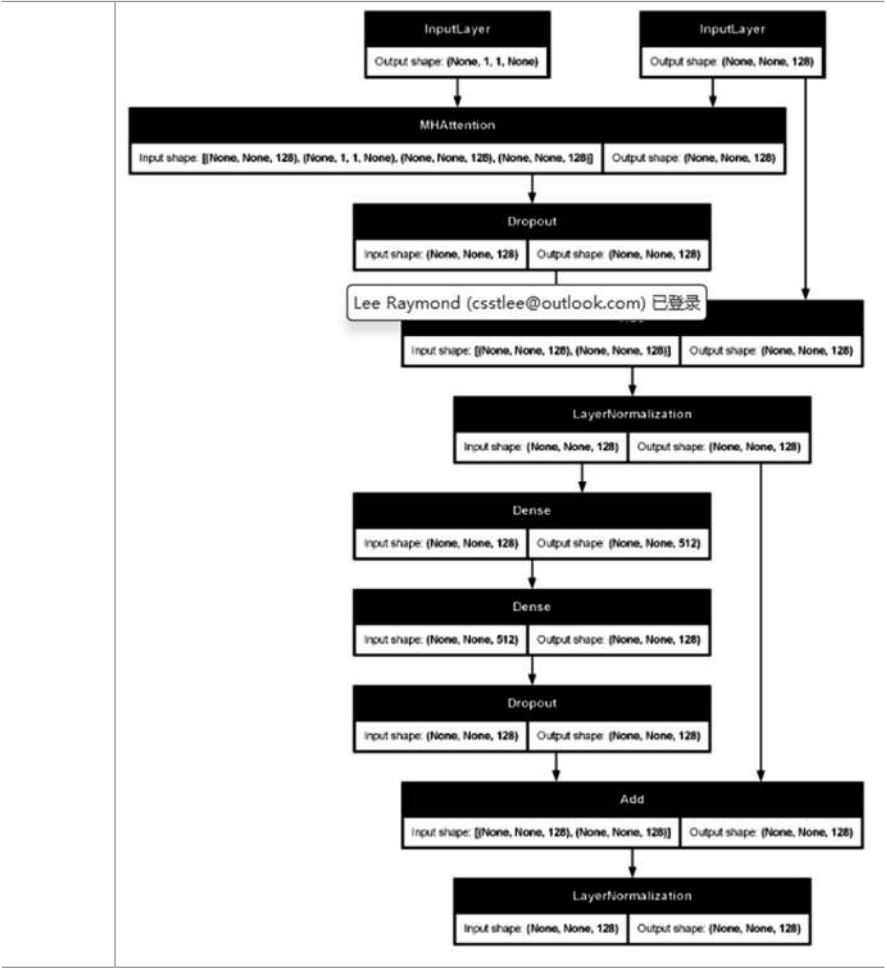 InputLayer
Output shape: (None, 1, 1, None)
InputLayer
Output shape: (None, None, 128)
MHAttention
Input shape: [(None, None, 128), (None, 1, 1, None), (None, None, 128), (None, None, 128)]
Output shape: (None, None, 128)
Dropout
Input shape: (None, None, 128)
Output shape: (None, None, 128)
Lee Raymond (csstlee@outlook.com) 已登录
Input shape: [(None, None, 128), (None, None, 128)]
Output shape: (None, None, 128)
LayerNormalization
Input shape: (None, None, 128)
Output shape: (None, None, 128)
Dense
Input shape: (None, None, 128)
Output shape: (None, None, 512)
Dense
Input shape: (None, None, 512)
Output shape: (None, None, 128)
Dropout
Input shape: (None, None, 128)
Output shape: (None, None, 128)
Add
Input shape: [(None, None, 128), (None, None, 128)]
Output shape: (None, None, 128)
LayerNormalization
Input shape: (None, None, 128)
Output shape: (None, None, 128)